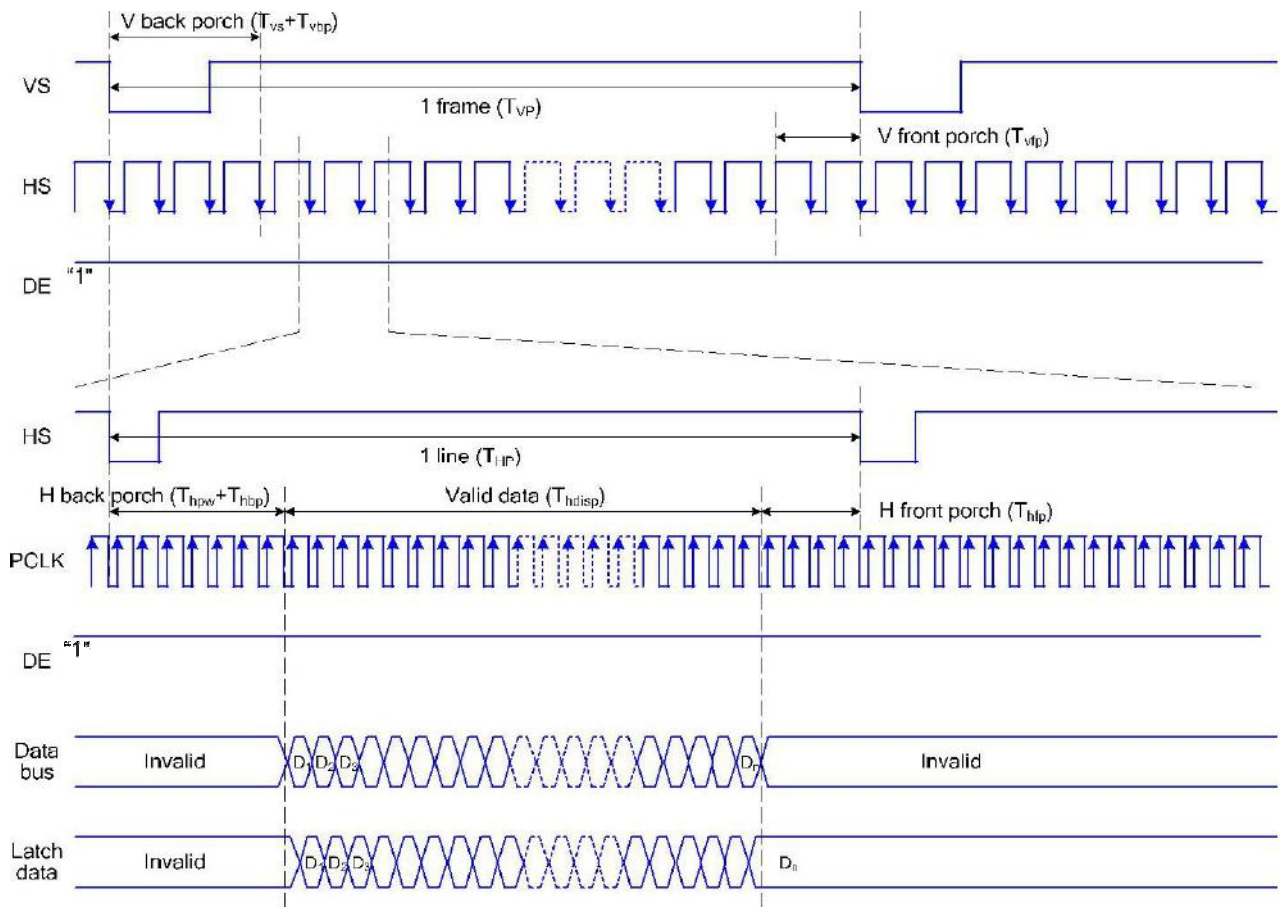 V back porch (Tvs+Tvbp)
VS
1 frame (TVP)
V front porch (Tvfp)
HS
DE "1"
HS
1 line (THP)
H back porch (Thpw+Thbp)
Valid data (Thdisp)
H front porch (Thfp)
PCLK
DE "1"
Data
bus
Invalid
D1 D2 D3
Dn
Invalid
Latch
data
Invalid
D1 D2 D3
Dn